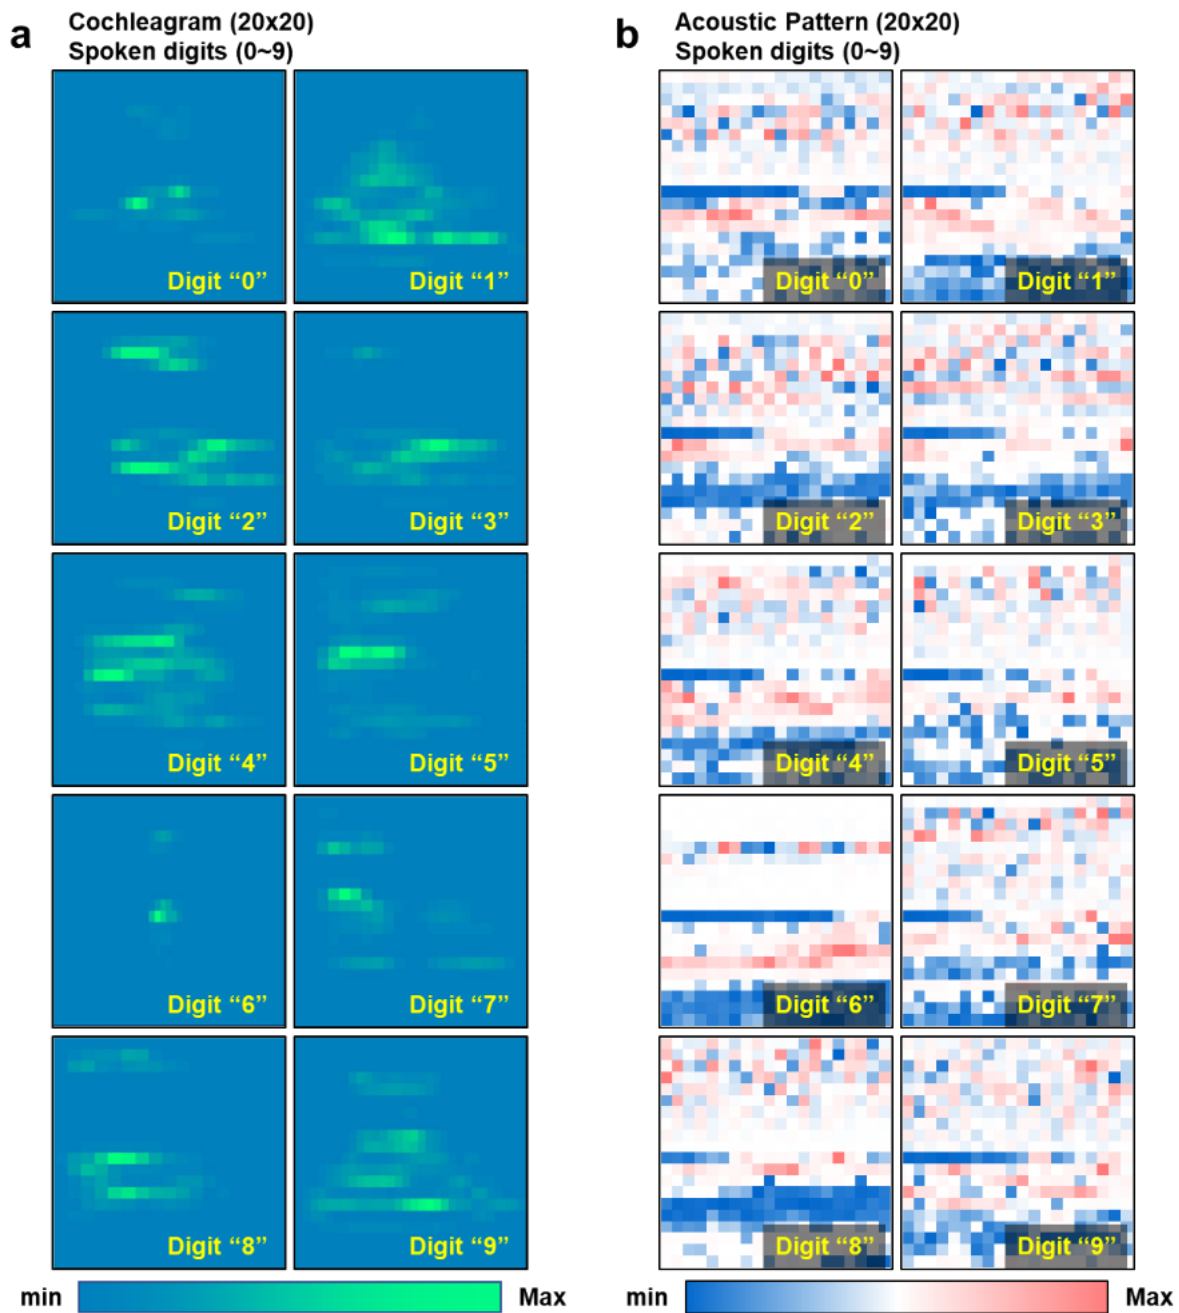 a
Cochleagram (20x20)
Spoken digits (0~9)
Digit “0”
Digit “1”
Digit “2”
Digit “3”
Digit “4”
Digit “5”
Digit “6”
Digit “7”
Digit “8”
Digit “9”
min
Max
b
Acoustic Pattern (20x20)
Spoken digits (0~9)
Digit “0”
Digit “1”
Digit “2”
Digit “3”
Digit “4”
Digit “5”
Digit “6”
Digit “7”
Digit “8”
Digit “9”
min
Max